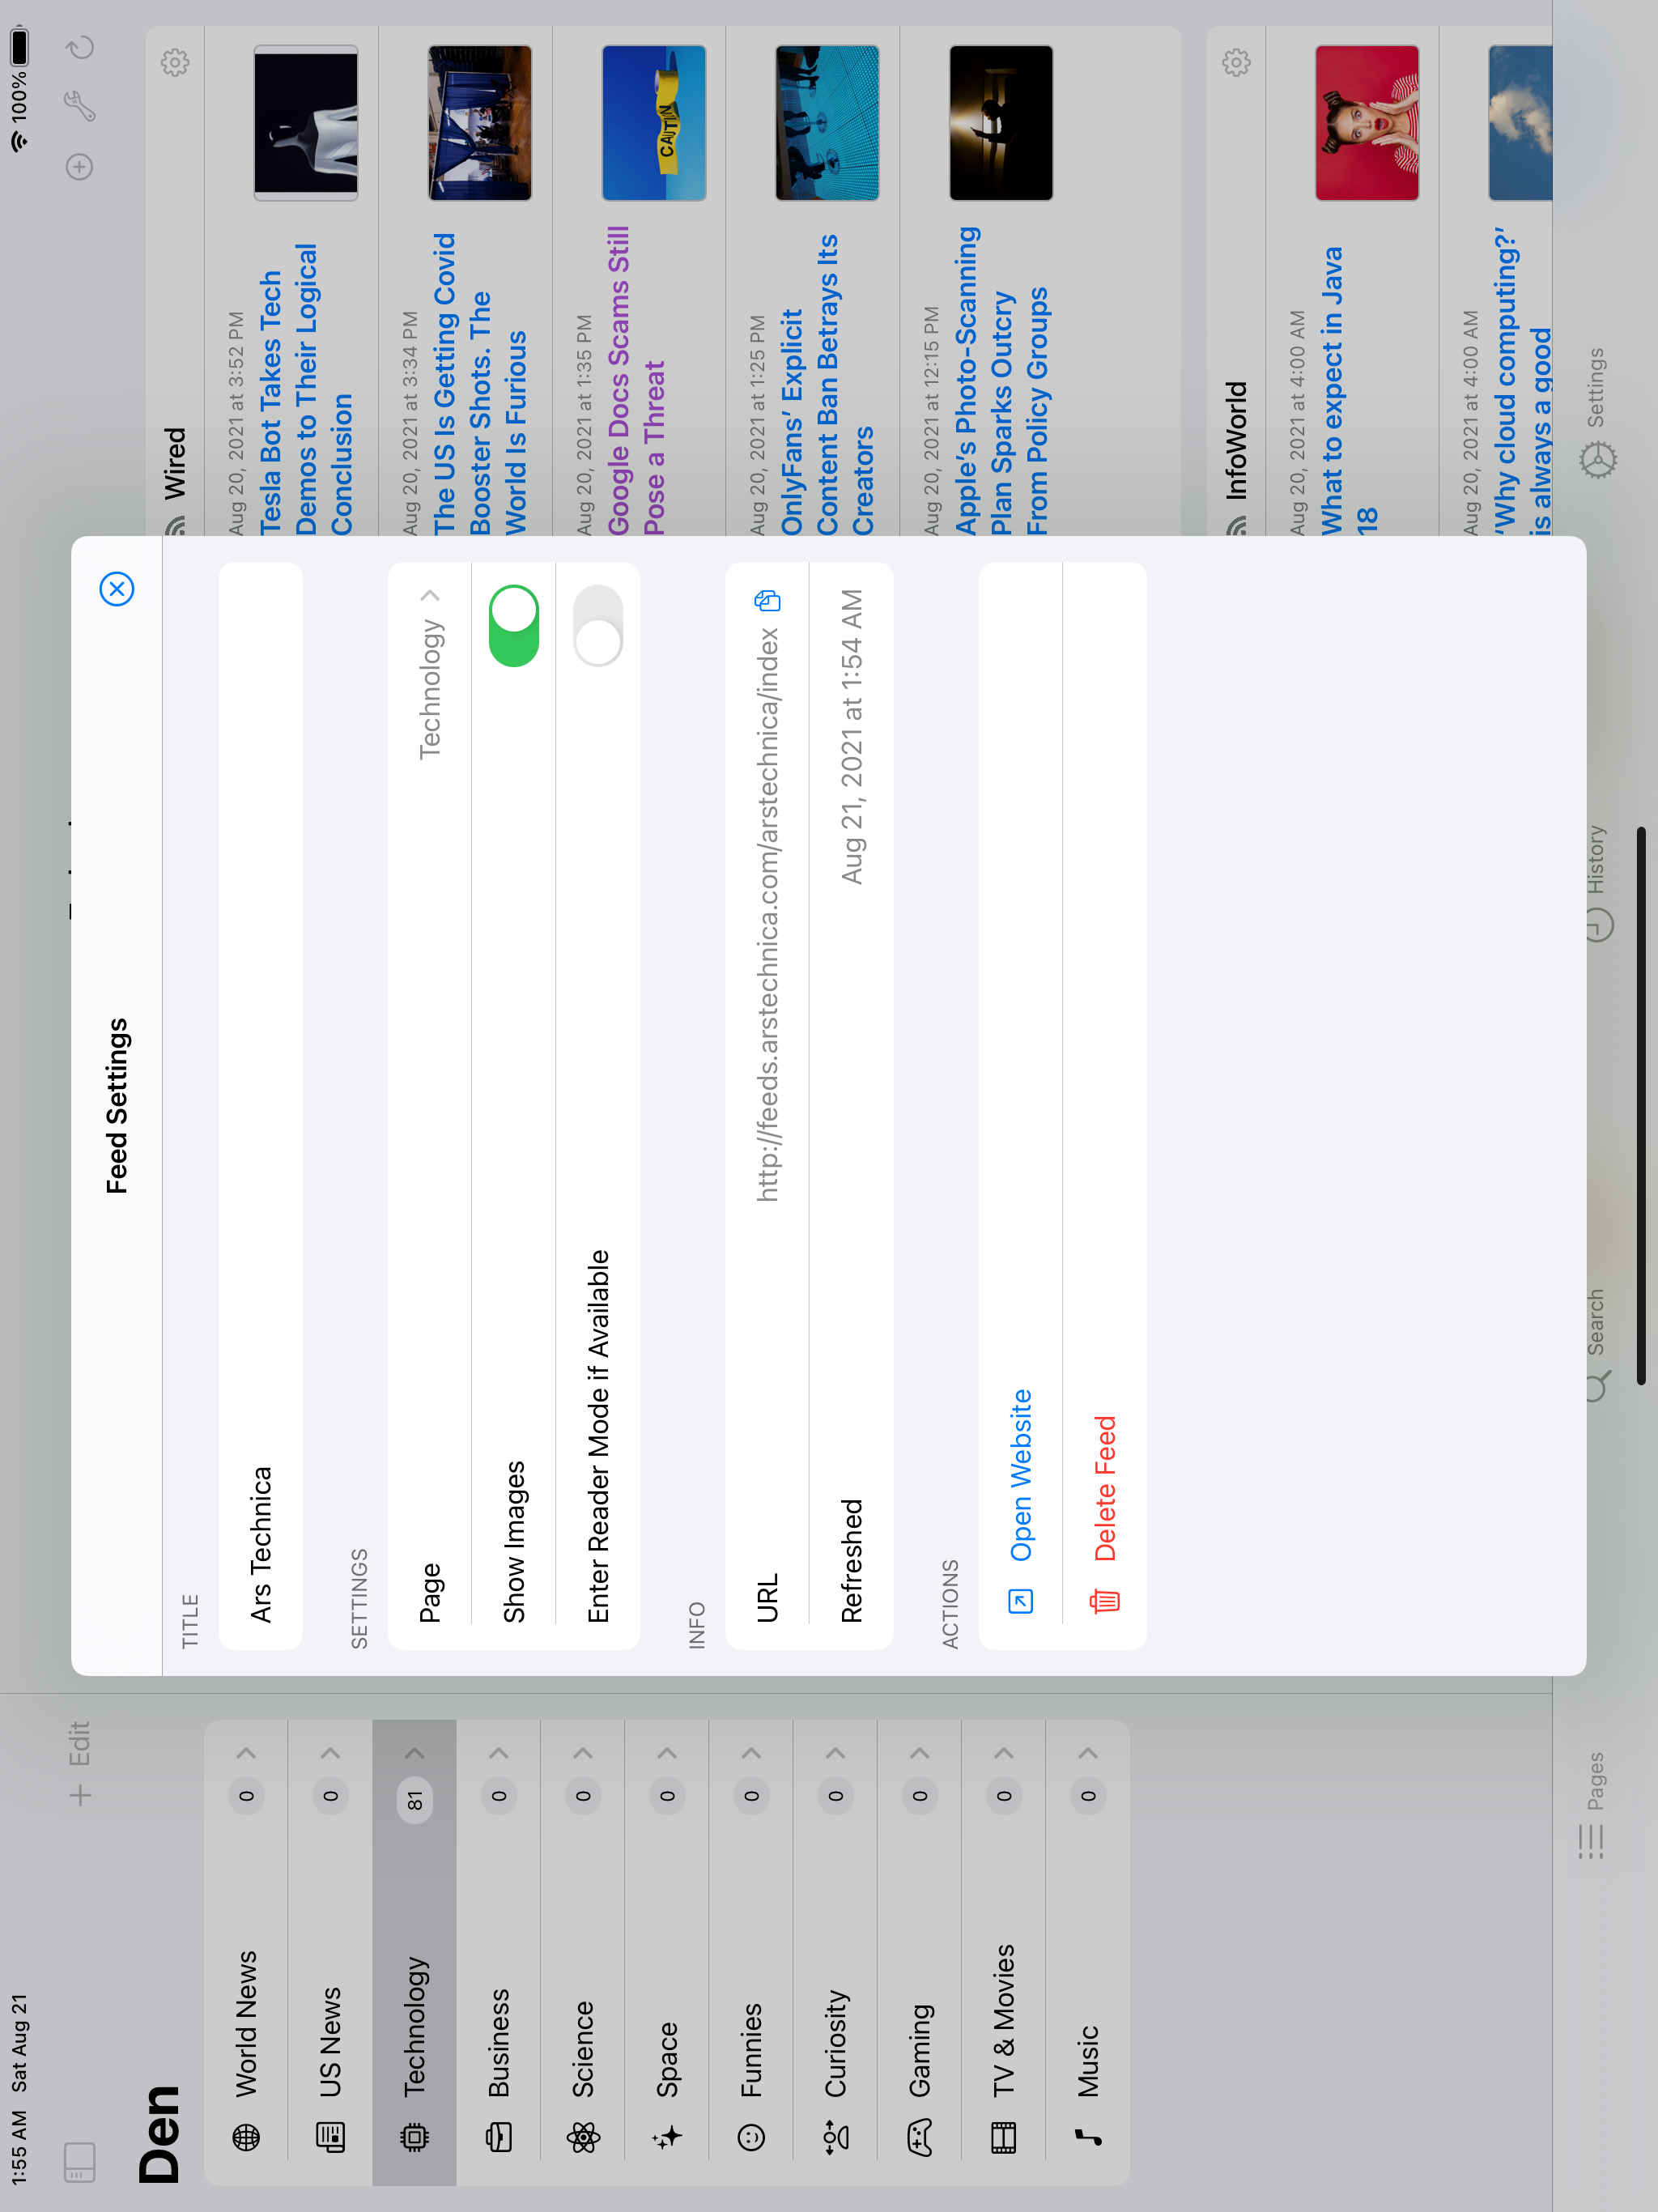 1:55 AM Sat Aug 21
100%
Edit
Den
World News 0
US News 0
Technology 81
Business 0
Science 0
Space 0
Funnies 0
Curiosity 0
Gaming 0
TV & Movies 0
Music 0
Feed Settings
TITLE
Ars Technica
SETTINGS
Page Technology
Show Images
Enter Reader Mode if Available
INFO
URL http://feeds.arstechnica.com/arstechnica/index
Refreshed Aug 21, 2021 at 1:54 AM
ACTIONS
Open Website
Delete Feed
Wired
Aug 20, 2021 at 3:52 PM
Tesla Bot Takes Tech
Demos to Their Logical
Conclusion
Aug 20, 2021 at 3:34 PM
The US Is Getting Covid
Booster Shots. The
World Is Furious
Aug 20, 2021 at 1:35 PM
Google Docs Scams Still
Pose a Threat
CAUTION
Aug 20, 2021 at 1:25 PM
OnlyFans’ Explicit
Content Ban Betrays Its
Creators
Aug 20, 2021 at 12:15 PM
Apple’s Photo-Scanning
Plan Sparks Outcry
From Policy Groups
InfoWorld
Aug 20, 2021 at 4:00 AM
What to expect in Java
18
Aug 20, 2021 at 4:00 AM
‘Why cloud computing?’
is always a good
Pages
Search
History
Settings